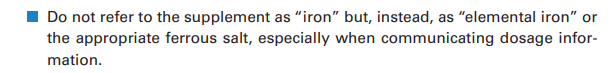 Do not refer to the supplement as “iron” but, instead, as “elemental iron” or
the appropriate ferrous salt, especially when communicating dosage infor-
mation.